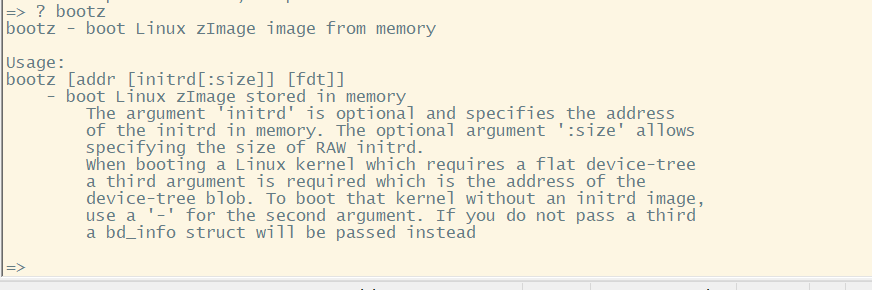 => ? bootz
bootz - boot Linux zImage image from memory
Usage:
bootz [addr [initrd[:size]] [fdt]]
    - boot Linux zImage stored in memory
        The argument 'initrd' is optional and specifies the address
        of the initrd in memory. The optional argument ':size' allows
        specifying the size of RAW initrd.
        When booting a Linux kernel which requires a flat device-tree
        a third argument is required which is the address of the
        device-tree blob. To boot that kernel without an initrd image,
        use a '-' for the second argument. If you do not pass a third
        a bd_info struct will be passed instead
=>